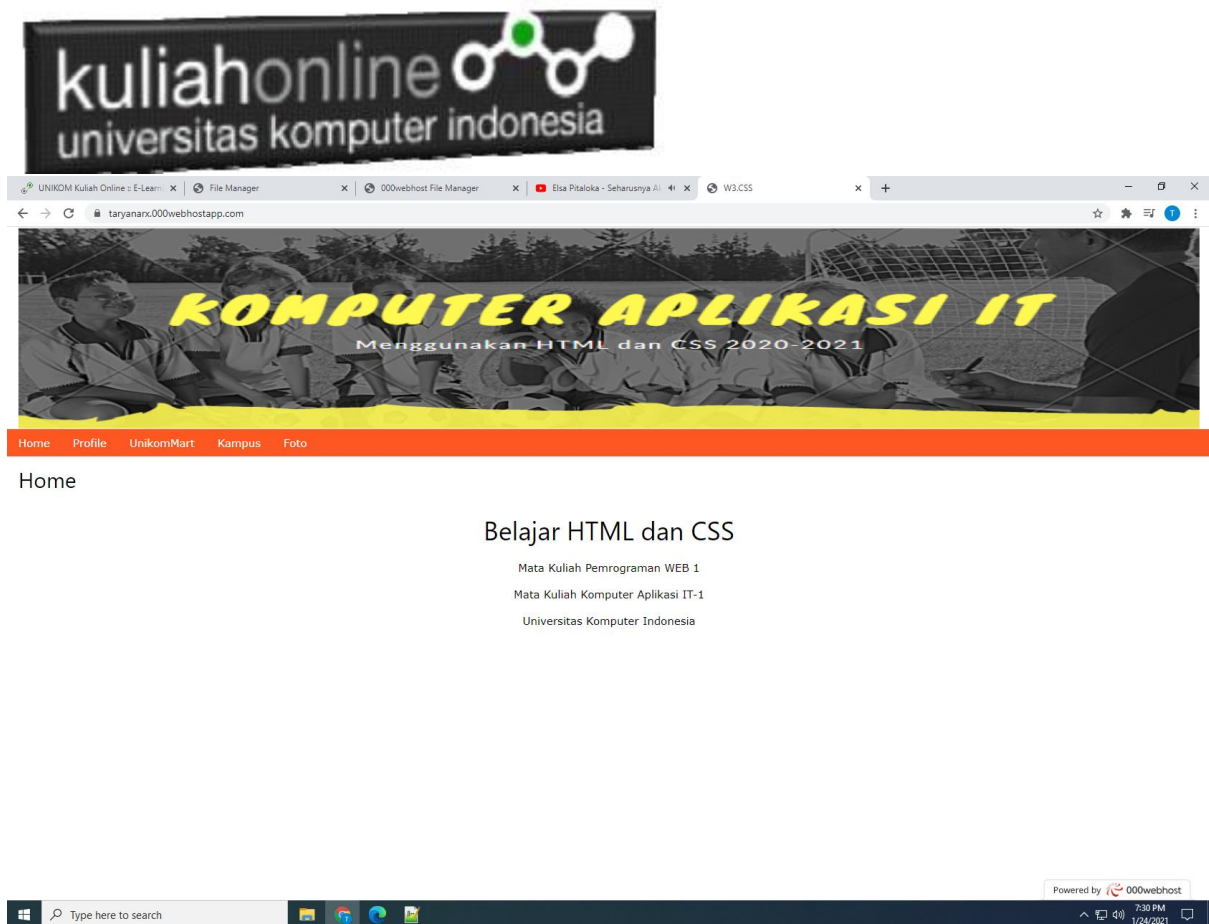 kuliahonline
universitas komputer indonesia
UNIKOM Kuliah Online :: E-Learn
File Manager
000webhost File Manager
Elsa Pitaloka - Seharusnya A
W3.CSS
taryanarx.000webhostapp.com
T
KOMPUTER APLIKASI IT
Menggunakan HTML dan CSS 2020-2021
Home Profile UnikomMart Kampus Foto
Home
Belajar HTML dan CSS
Mata Kuliah Pemrograman WEB 1
Mata Kuliah Komputer Aplikasi IT-1
Universitas Komputer Indonesia
Powered by 000webhost
Type here to search
7:30 PM
1/24/2021